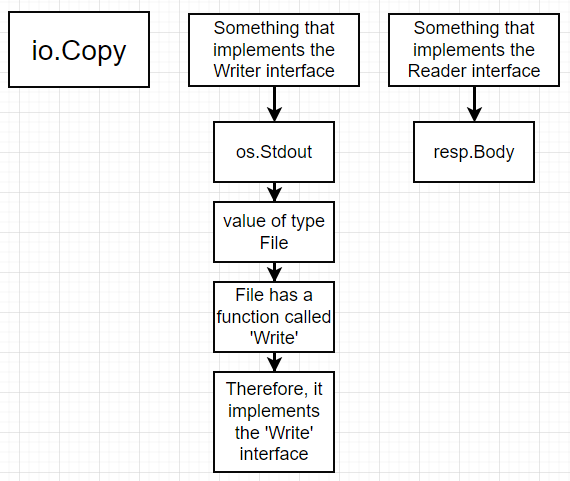 io.Copy
Something that
implements the
Writer interface
Something that
implements the
Reader interface
os.Stdout
resp.Body
value of type
File
File has a
function called
'Write'
Therefore, it
implements
the 'Write'
interface